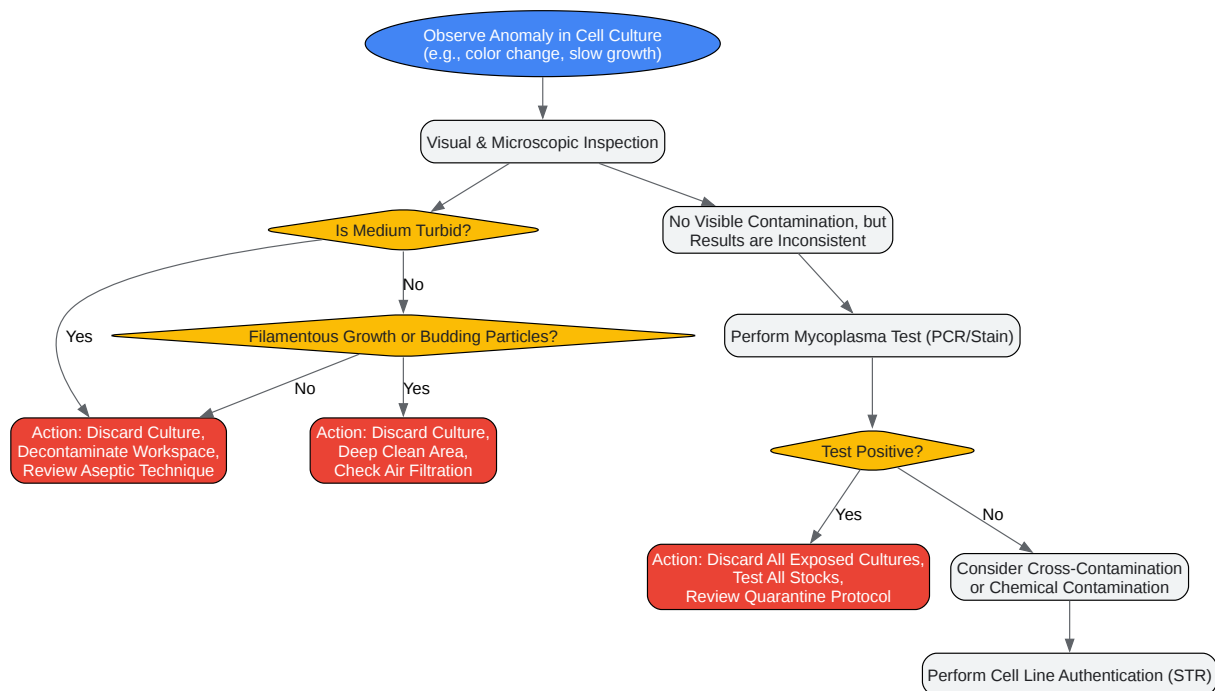 Observe Anomaly in Cell Culture
(e.g., color change, slow growth)
Visual & Microscopic Inspection
Is Medium Turbid?
No Visible Contamination, but
Results are Inconsistent
No
Yes
Filamentous Growth or Budding Particles?
Perform Mycoplasma Test (PCR/Stain)
No
Yes
Action: Discard Culture,
Decontaminate Workspace,
Review Aseptic Technique
Action: Discard Culture,
Deep Clean Area,
Check Air Filtration
Test Positive?
Yes
No
Action: Discard All Exposed Cultures,
Test All Stocks,
Review Quarantine Protocol
Consider Cross-Contamination
or Chemical Contamination
Perform Cell Line Authentication (STR)